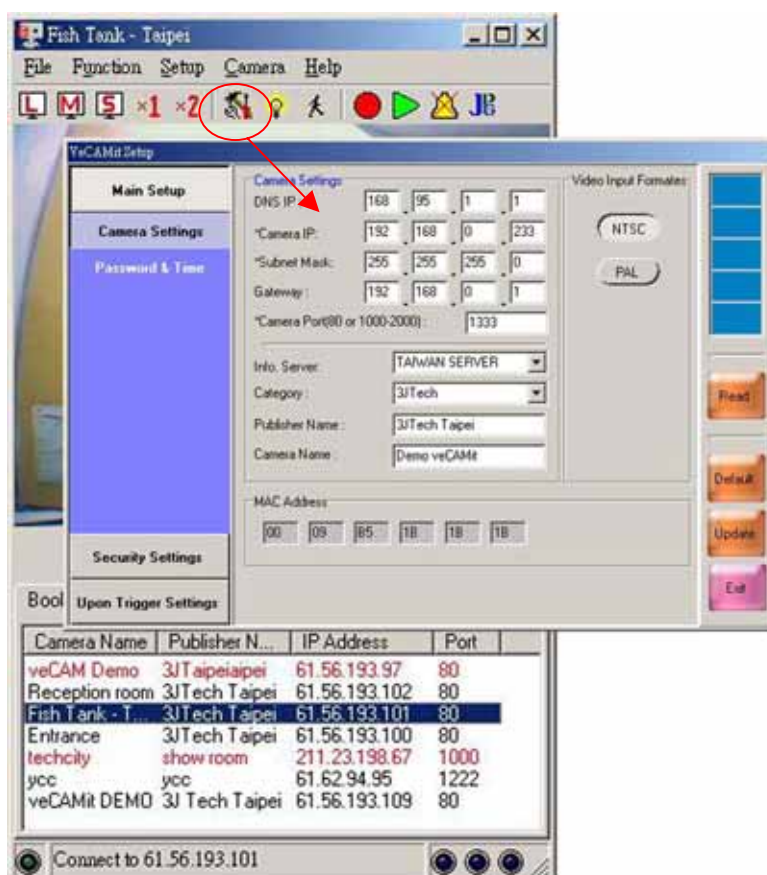 Fish Tank - Taipei
File Function Setup Camera Help
L M S ×1 ×2 JPG
VeCAMit Setup
Main Setup
Camera Settings
Password & Time
Security Settings
Upon Trigger Settings
Camera Settings
DNS IP 168 . 95 . 1 . 1
*Camera IP: 192 . 168 . 0 . 233
*Subnet Mask: 255 . 255 . 255 . 0
Gateway : 192 . 168 . 0 . 1
*Camera Port(80 or 1000-2000) : 1333
Info. Server: TAIWAN SERVER
Category : 3JTech
Publisher Name : 3JTech Taipei
Camera Name : Demo veCAMit
MAC Address
00 09 B5 1B 1B 1B
Video Input Formates
NTSC
PAL
Read
Default
Update
Exit
Camera Name Publisher N... IP Address Port
veCAM Demo 3JTaipeiaipei 61.56.193.97 80
Reception room 3JTech Taipei 61.56.193.102 80
Fish Tank - T... 3JTech Taipei 61.56.193.101 80
Entrance 3JTech Taipei 61.56.193.100 80
techcity show room 211.23.198.67 1000
ycc ycc 61.62.94.95 1222
veCAMit DEMO 3J Tech Taipei 61.56.193.109 80
Connect to 61.56.193.101